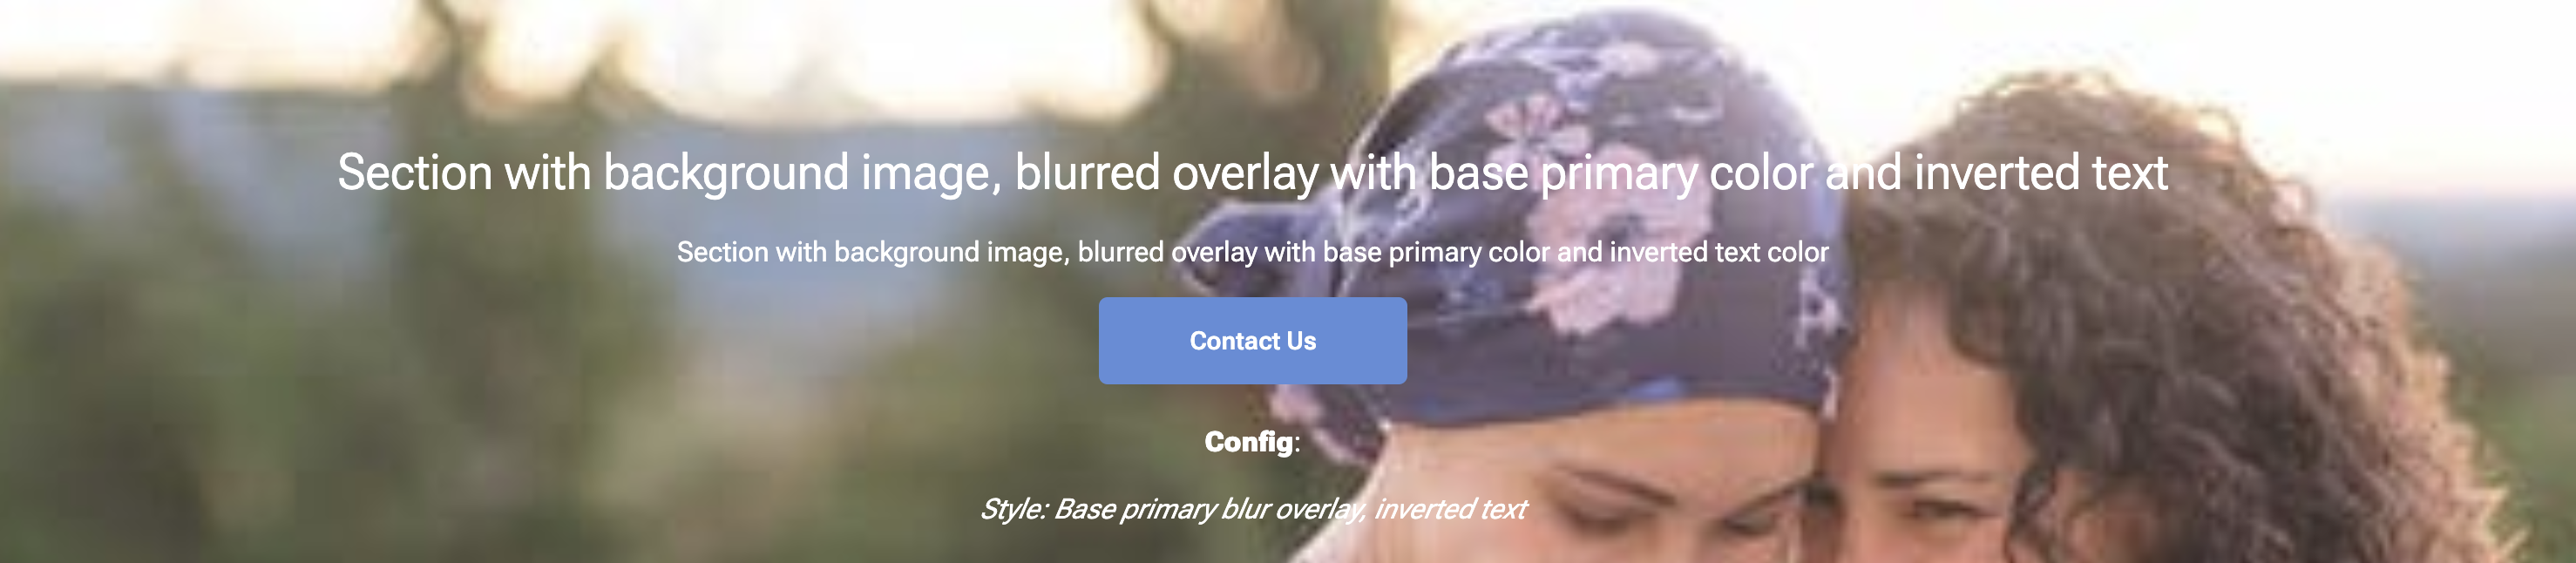 Section with background image, blurred overlay with base primary color and inverted text
Section with background image, blurred overlay with base primary color and inverted text color
Contact Us
Config:
Style: Base primary blur overlay, inverted text